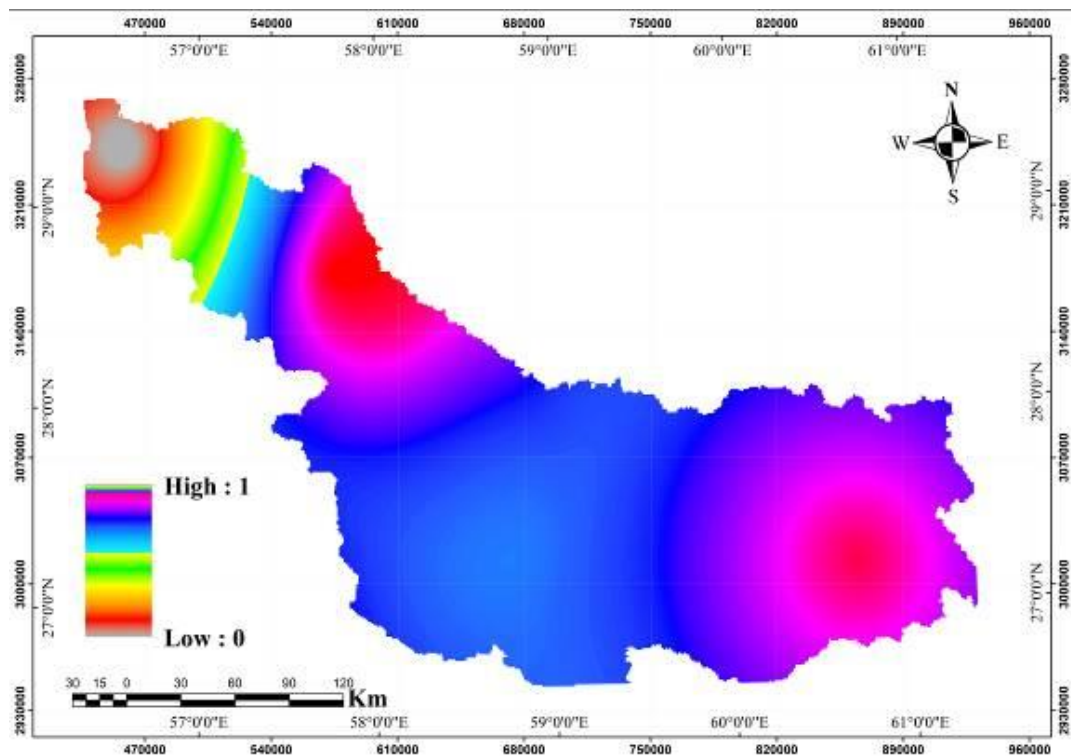 470000 540000 610000 680000 750000 820000 890000 960000
57°0'0"E 58°0'0"E 59°0'0"E 60°0'0"E 61°0'0"E
3280000 3280000
N
W E
S
3210000 29°0'0"N 29°0'0"N 3210000
3140000 3140000
28°0'0"N 28°0'0"N
3070000 3070000
High : 1
3000000 27°0'0"N 27°0'0"N 3000000
Low : 0
30 15 0 30 60 90 120
Km
2930000 2930000
57°0'0"E 58°0'0"E 59°0'0"E 60°0'0"E 61°0'0"E
470000 540000 610000 680000 750000 820000 890000 960000